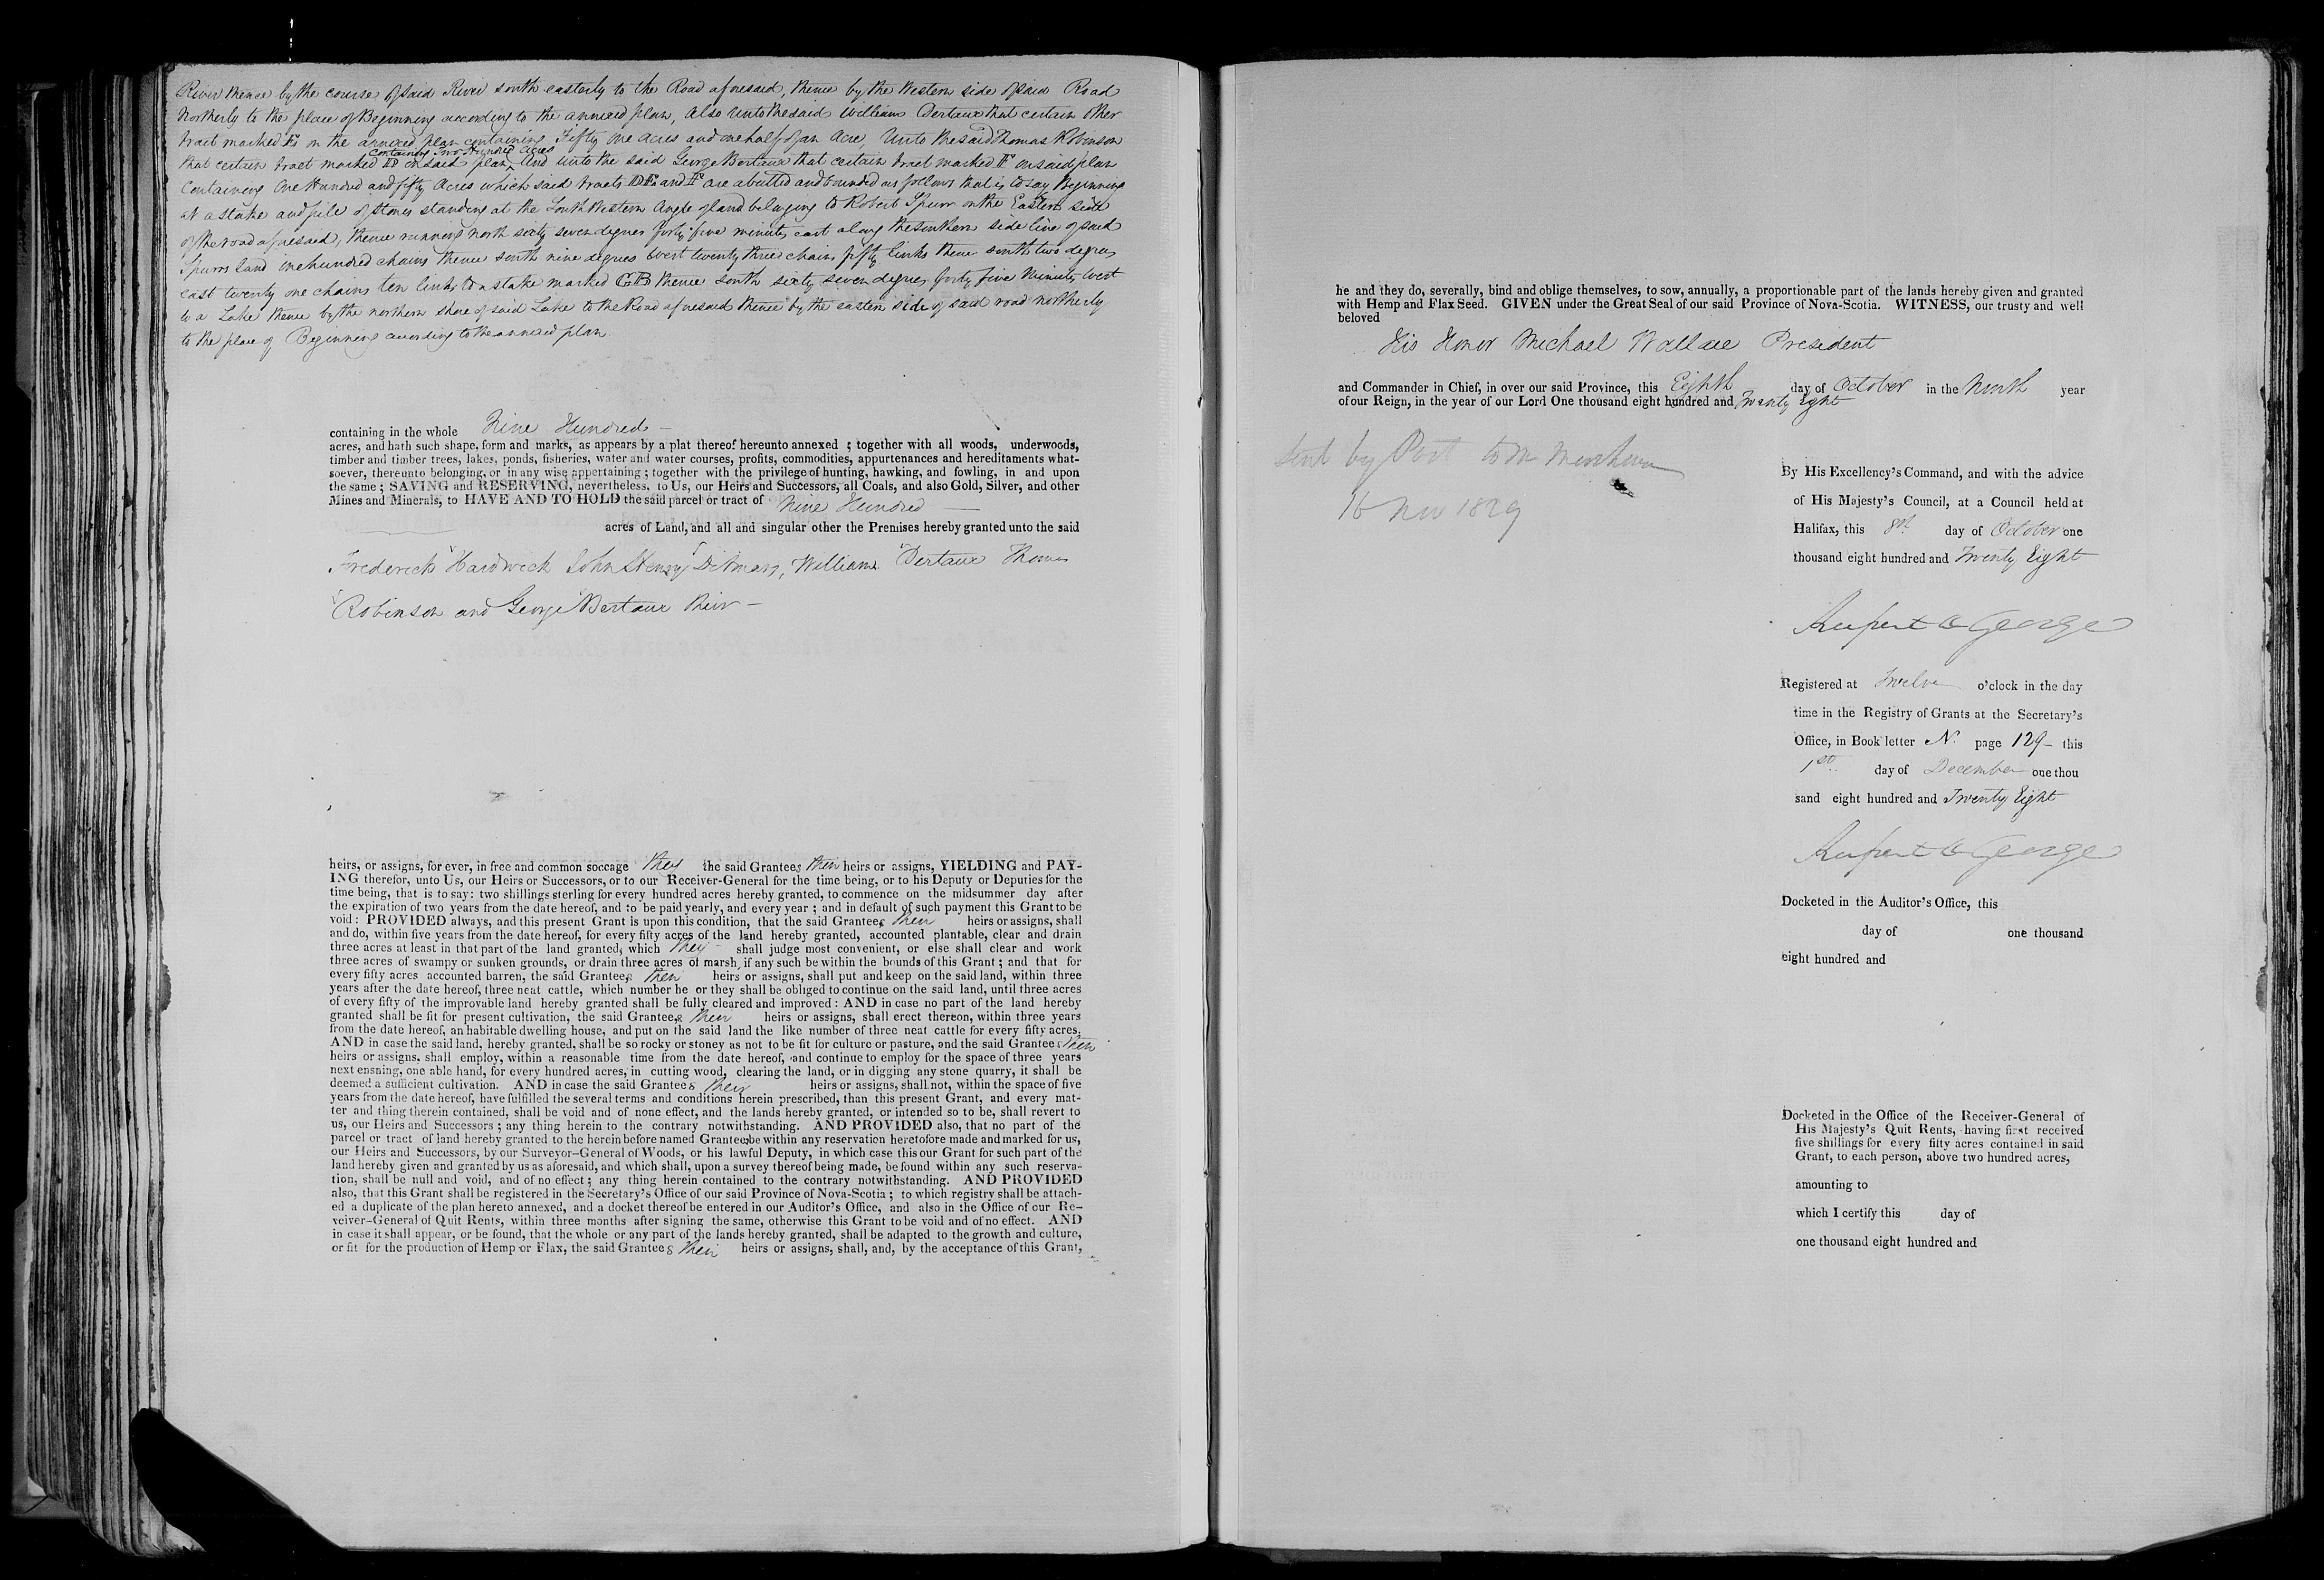 River thence by the course of said River south easterly to the Road aforesaid, thence by the Western side of said Road
Northerly to the place of Beginning according to the annexed plan, Also Unto the said William Bertaux that certain other
tract marked E on the annexed plan containing Fifty One Acres and one half of an Acre, Unto the said Thomas Robinson
containing Two Hundred Acres
that certain tract marked D on said plan And unto the said George Bertaux that certain tract marked F on said plan
Containing One Hundred and fifty Acres which said tracts D E and F are abutted and bounded as follows that is to say Beginning
at a stake and pile of stones standing at the South Western Angle of land belonging to Robert Spurr on the Eastern side
of the road aforesaid, thence running north sixty seven degrees forty five minutes east along the southern side line of said
Spurrs land one hundred chains thence south nine degrees west twenty three chains fifty links thence south two degrees
east twenty one chains ten links to a stake marked GB thence south sixty seven degrees forty five Minutes West
to a Lake thence by the northern shore of said Lake to the Road aforesaid thence by the eastern side of said road northerly
to the place of Beginning according to the annexed plan.
containing in the whole Nine Hundred —
acres, and hath such shape, form and marks, as appears by a plat thereof hereunto annexed ; together with all woods, underwoods,
timber and timber trees, lakes, ponds, fisheries, water and water courses, profits, commodities, appurtenances and hereditaments what-
soever, thereunto belonging, or in any wise appertaining ; together with the privilege of hunting, hawking, and fowling, in and upon
the same ; SAVING and RESERVING, nevertheless, to Us, our Heirs and Successors, all Coals, and also Gold, Silver, and other
Mines and Minerals, to HAVE AND TO HOLD the said parcel or tract of Nine Hundred —
acres of Land, and all and singular other the Premises hereby granted unto the said
Frederick Hardwick John Henry Ditmars, William Bertaux Thomas
Robinson and George Bertaux their —
heirs, or assigns, for ever, in free and common soccage they the said Grantees their heirs or assigns, YIELDING and PAY-
ING therefor, unto Us, our Heirs or Successors, or to our Receiver-General for the time being, or to his Deputy or Deputies for the
time being, that is to say: two shillings sterling for every hundred acres hereby granted, to commence on the midsummer day after
the expiration of two years from the date hereof, and to be paid yearly, and every year ; and in default of such payment this Grant to be
void : PROVIDED always, and this present Grant is upon this condition, that the said Grantees their heirs or assigns, shall
and do, within five years from the date hereof, for every fifty acres of the land hereby granted, accounted plantable, clear and drain
three acres at least in that part of the land granted, which they shall judge most convenient, or else shall clear and work
three acres of swampy or sunken grounds, or drain three acres of marsh, if any such be within the bounds of this Grant ; and that for
every fifty acres accounted barren, the said Grantees their heirs or assigns, shall put and keep on the said land, within three
years after the date hereof, three neat cattle, which number he or they shall be obliged to continue on the said land, until three acres
of every fifty of the improvable land hereby granted shall be fully cleared and improved : AND in case no part of the land hereby
granted shall be fit for present cultivation, the said Grantees their heirs or assigns, shall erect thereon, within three years
from the date hereof, an habitable dwelling house, and put on the said land the like number of three neat cattle for every fifty acres.
AND in case the said land, hereby granted, shall be so rocky or stoney as not to be fit for culture or pasture, and the said Grantees their
heirs or assigns, shall employ, within a reasonable time from the date hereof, and continue to employ for the space of three years
next ensning, one able hand, for every hundred acres, in cutting wood, clearing the land, or in digging any stone quarry, it shall be
deemed a sufficient cultivation. AND in case the said Grantees their heirs or assigns, shall not, within the space of five
years from the date hereof, have fulfilled the several terms and conditions herein prescribed, than this present Grant, and every mat-
ter and thing therein contained, shall be void and of none effect, and the lands hereby granted, or intended so to be, shall revert to
us, our Heirs and Successors ; any thing herein to the contrary notwithstanding. AND PROVIDED also, that no part of the
parcel or tract of land hereby granted to the herein before named Grantees be within any reservation heretofore made and marked for us,
our Heirs and Successors, by our Surveyor-General of Woods, or his lawful Deputy, in which case this our Grant for such part of the
land hereby given and granted by us as aforesaid, and which shall, upon a survey thereof being made, be found within any such reserva-
tion, shall be null and void, and of no effect ; any thing herein contained to the contrary notwithstanding. AND PROVIDED
also, that this Grant shall be registered in the Secretary's Office of our said Province of Nova-Scotia ; to which registry shall be attach-
ed a duplicate of the plan hereto annexed, and a docket thereof be entered in our Auditor's Office, and also in the Office of our Re-
ceiver-General of Quit Rents, within three months after signing the same, otherwise this Grant to be void and of no effect. AND
in case it shall appear, or be found, that the whole or any part of the lands hereby granted, shall be adapted to the growth and culture,
or fit for the production of Hemp or Flax, the said Grantees their heirs or assigns, shall, and, by the acceptance of this Grant,
he and they do, severally, bind and oblige themselves, to sow, annually, a proportionable part of the lands hereby given and granted
with Hemp and Flax Seed. GIVEN under the Great Seal of our said Province of Nova-Scotia. WITNESS, our trusty and well
beloved
His Honor Michael Wallace President
and Commander in Chief, in over our said Province, this Eighth day of October in the Ninth year
of our Reign, in the year of our Lord One thousand eight hundred and Twenty Eight
Sent by Post to Mr
16 Nov 1829
By His Excellency's Command, and with the advice
of His Majesty's Council, at a Council held at
Halifax, this 8th day of October one
thousand eight hundred and Twenty Eight
Rupert D George
Registered at Twelve o'clock in the day
time in the Registry of Grants at the Secretary's
Office, in Book letter N. page 129 — this
1st day of December one thou
sand eight hundred and Twenty Eight
Rupert D George
Docketed in the Auditor's Office, this
day of one thousand
eight hundred and
Docketed in the Office of the Receiver-General of
His Majesty's Quit Rents, having first received
five shillings for every fifty acres contained in said
Grant, to each person, above two hundred acres,
amounting to
which I certify this day of
one thousand eight hundred and